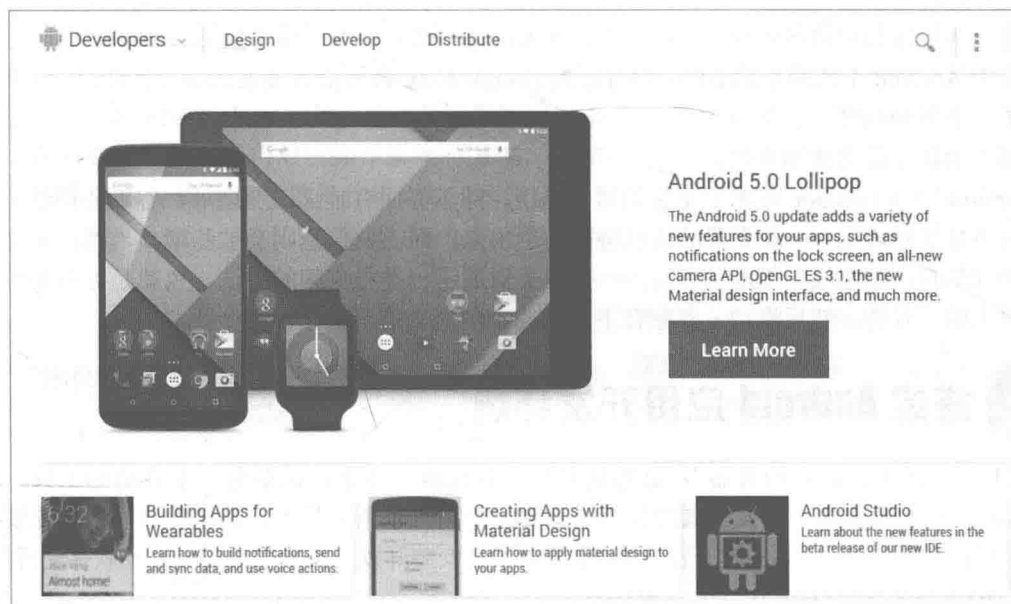 Developers
Design
Develop
Distribute
Android 5.0 Lollipop
The Android 5.0 update adds a variety of
new features for your apps, such as
notifications on the lock screen, an all-new
camera API, OpenGL ES 3.1, the new
Material design interface, and much more.
Learn More
Building Apps for
Wearables
Learn how to build notifications, send
and sync data, and use voice actions.
6:32
Almost home!
Creating Apps with
Material Design
Learn how to apply material design to
your apps.
Android Studio
Learn about the new features in the
beta release of our new IDE.